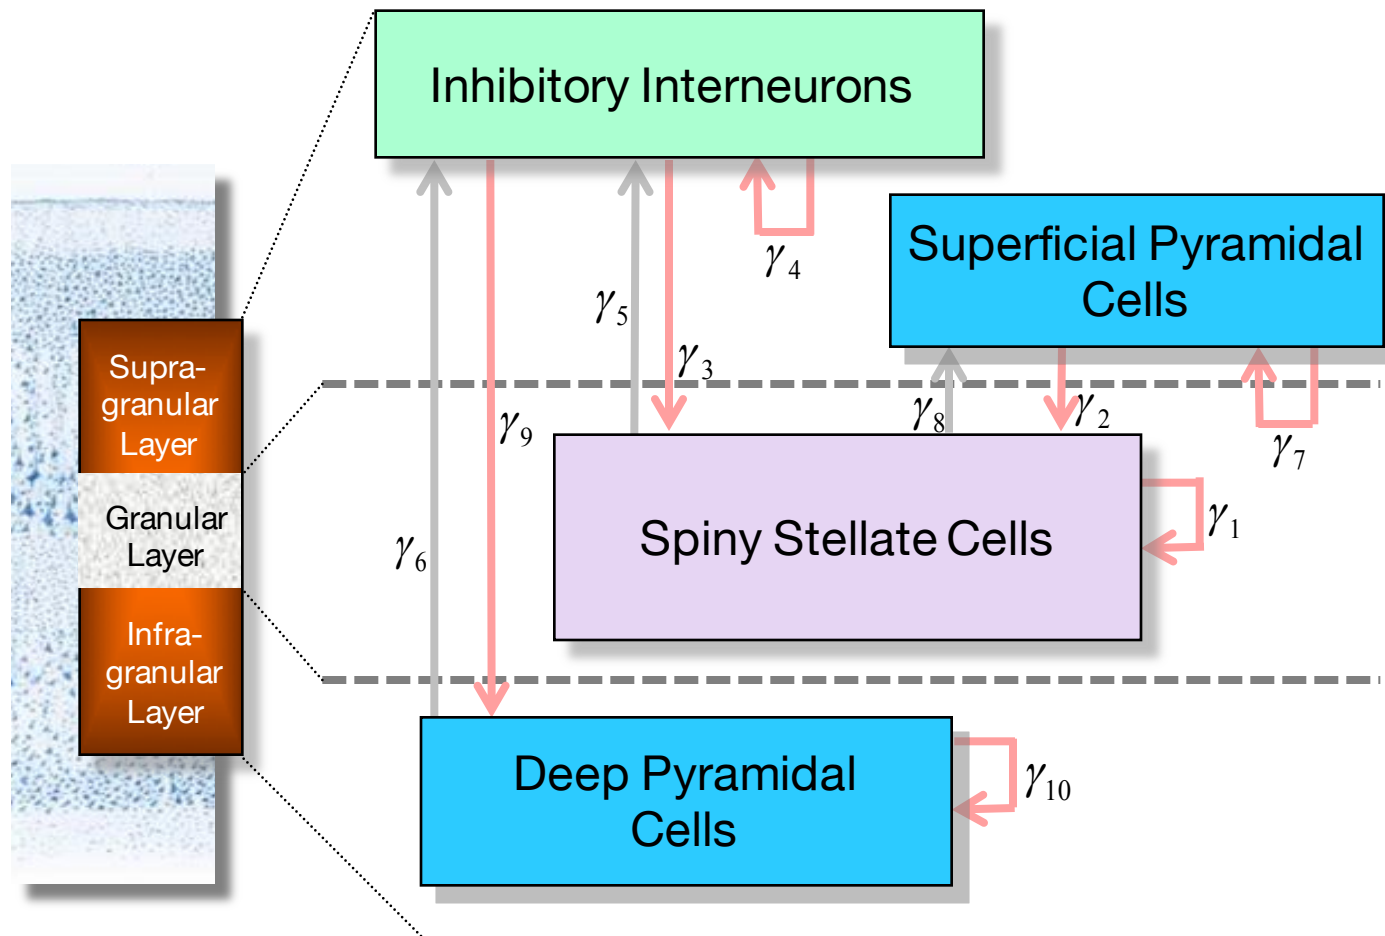 Inhibitory Interneurons
Superficial Pyramidal
Cells
γ4
γ5
γ3
Supra-
granular
Layer
γ9
γ8
γ2
γ7
Granular
Layer
γ6
Spiny Stellate Cells
γ1
Infra-
granular
Layer
Deep Pyramidal
Cells
γ10